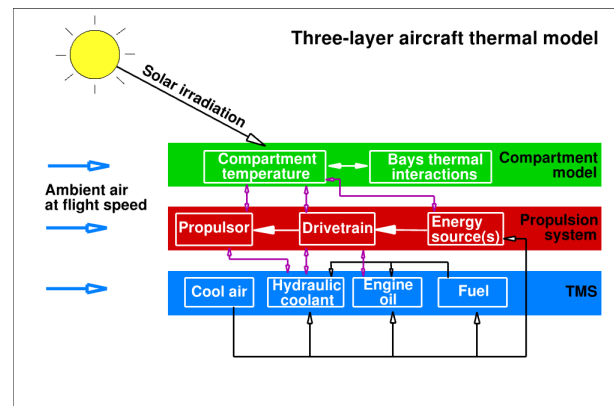 Three-layer aircraft thermal model
Solar irradiation
Compartment
temperature
Bays thermal
interactions
Compartment
model
Ambient air
at flight speed
Propulsor
Drivetrain
Energy
source(s)
Propulsion
system
Cool air
Hydraulic
coolant
Engine
oil
Fuel
TMS